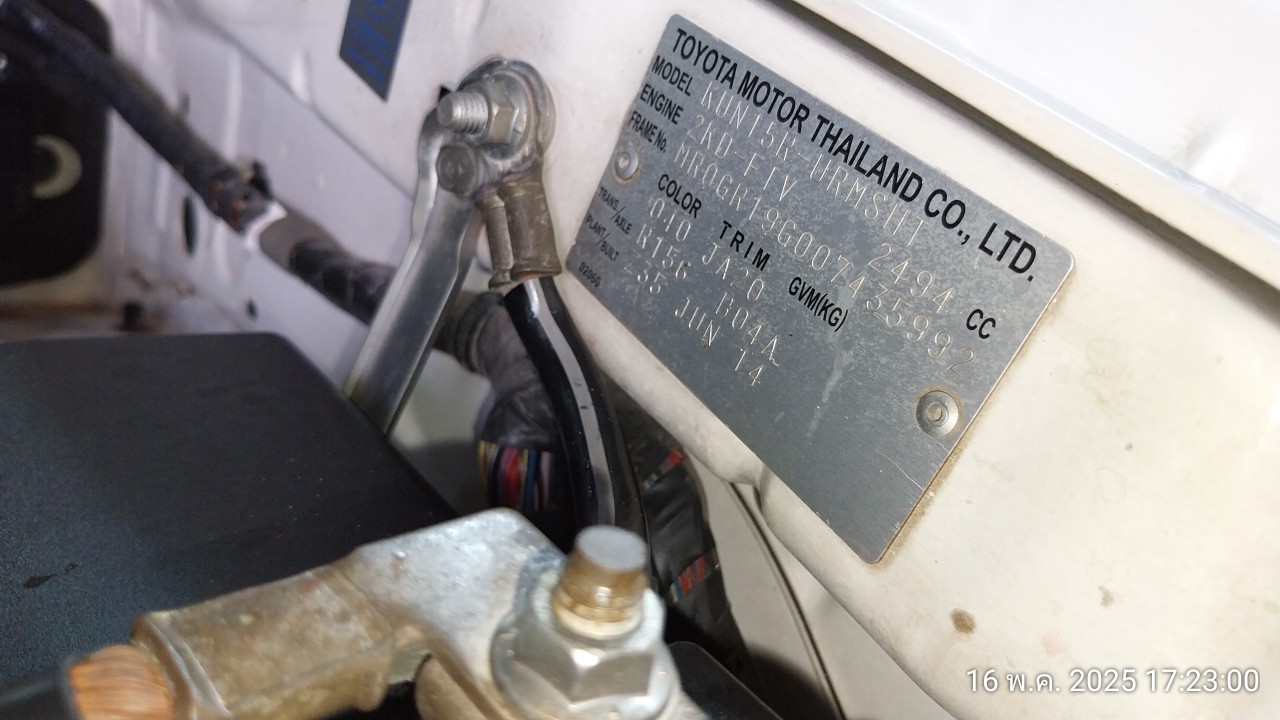 TOYOTA MOTOR THAILAND CO., LTD.
MODEL KUN15R-URMSHT
ENGINE 2KD-FTV 2494 CC
FRAME No. MR0GR19G007435992
COLOR TRIM GVM(KG)
040 JA20
TRANS/AXLE R156 B04A
PLANT/BUILT -35 JUN 14
02060
16 พ.ค. 2025 17:23:00